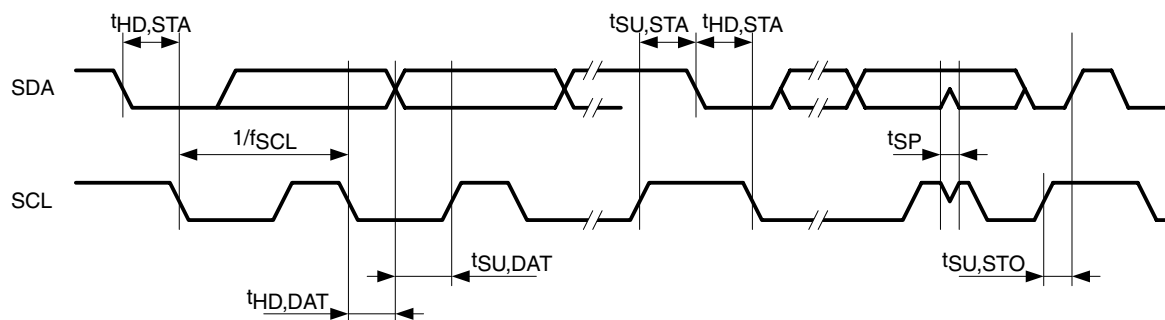 tHD,STA
tSU,STA
tHD,STA
SDA
1/fSCL
tSP
SCL
tSU,DAT
tSU,STO
tHD,DAT